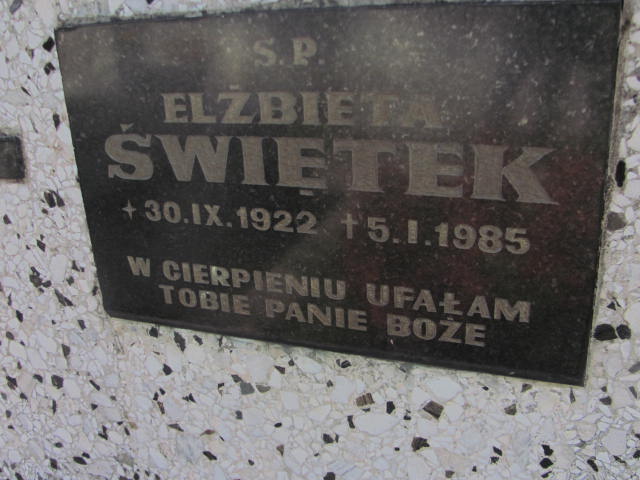 Ś.P.
ELŻBIETA
ŚWIĘTEK
+ 30.IX.1922 † 5.I.1985
W CIERPIENIU UFAŁAM
TOBIE PANIE BOŻE